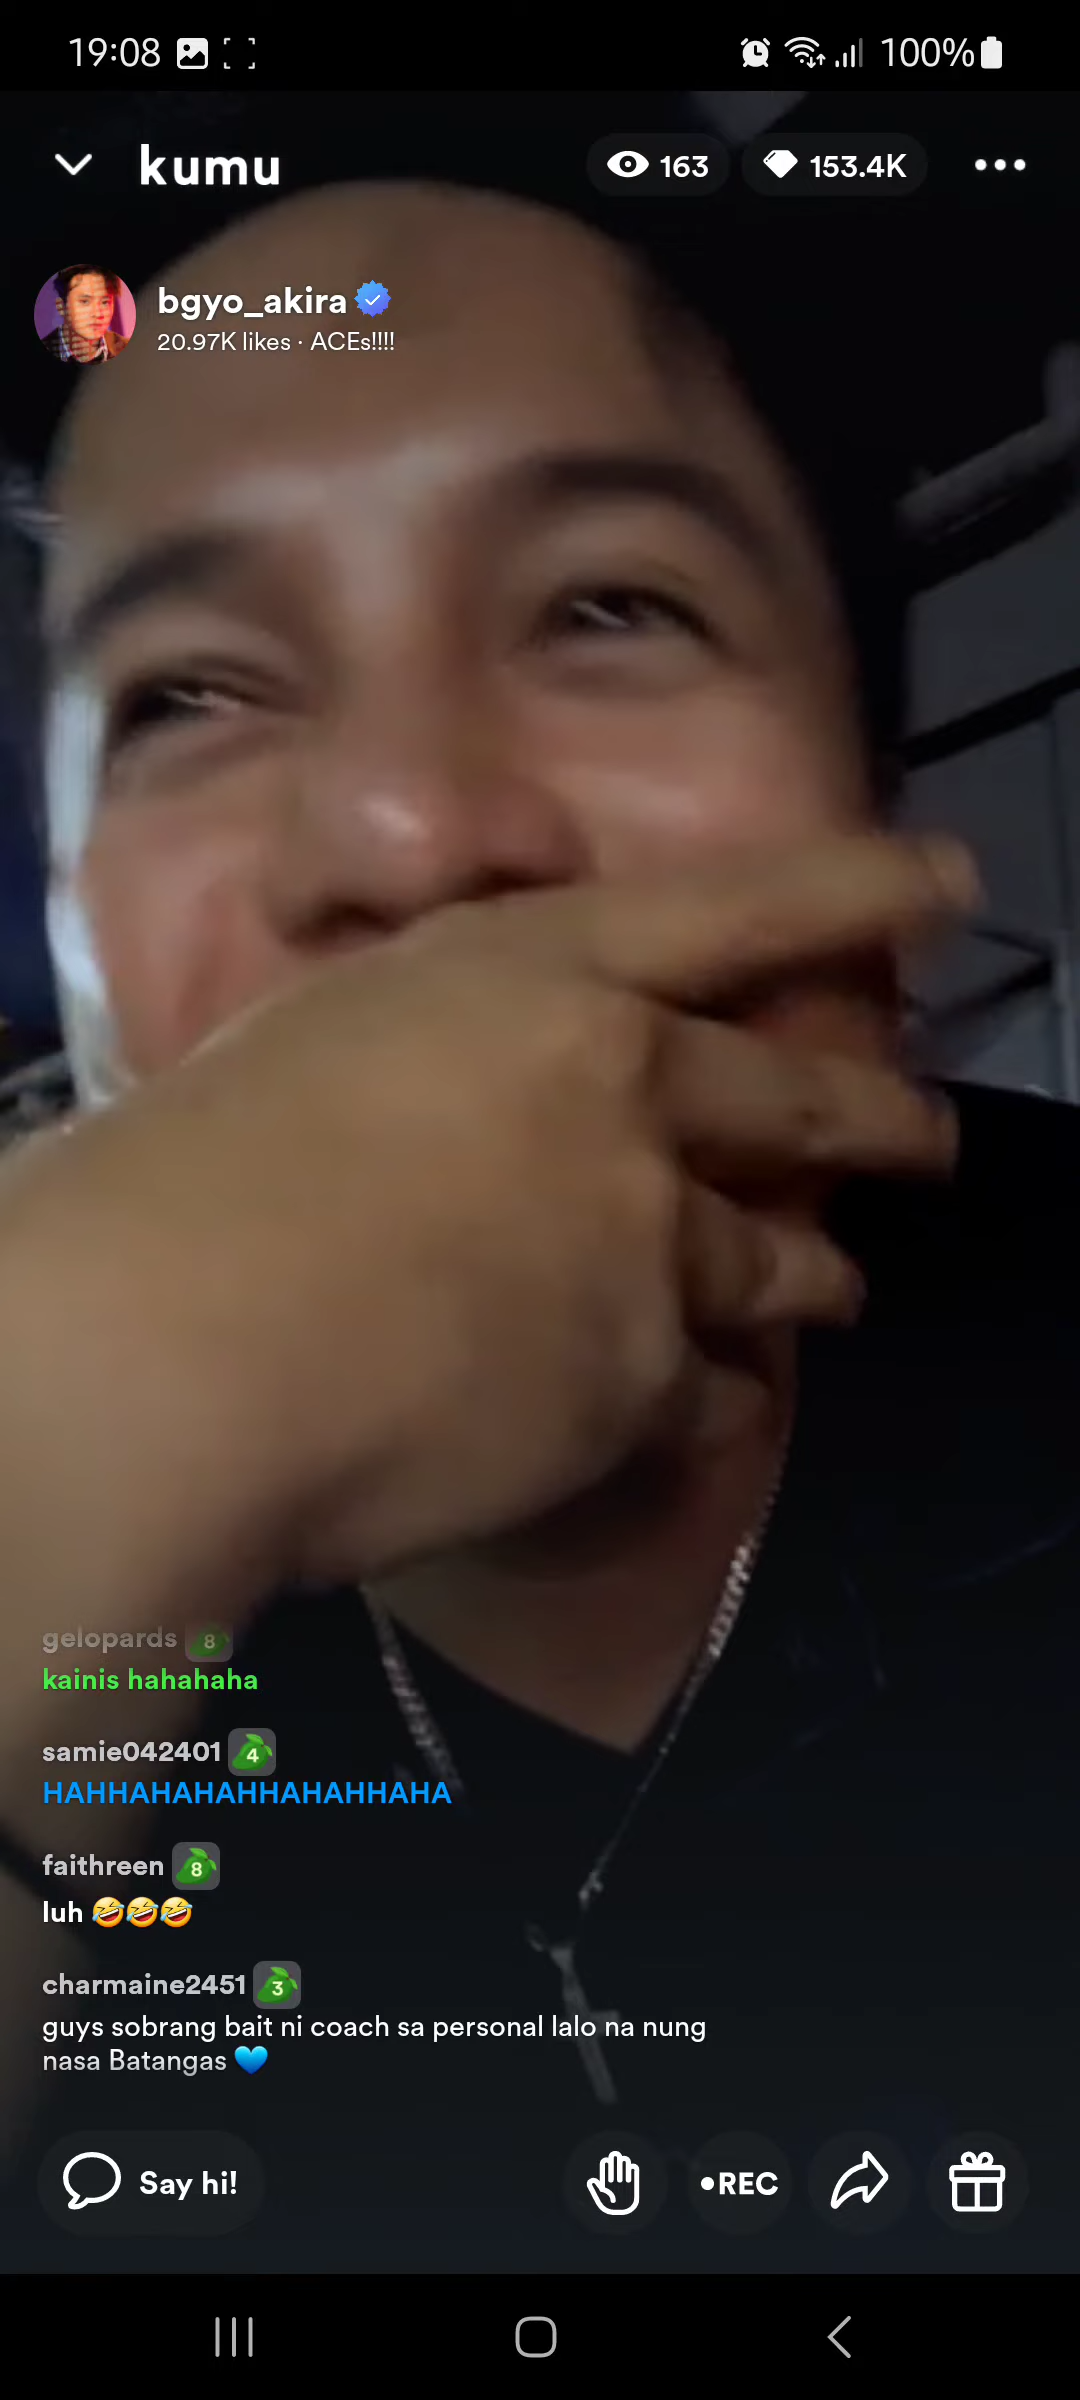 19:08 100%
kumu 163 153.4K
bgyo_akira
20.97K likes · ACEs!!!!
gelopards 8
kainis hahahaha
samie042401 4
HAHHAHAHAHHAHAHHAHA
faithreen 8
luh 🤣🤣🤣
charmaine2451 3
guys sobrang bait ni coach sa personal lalo na nung
nasa Batangas 💙
Say hi! •REC